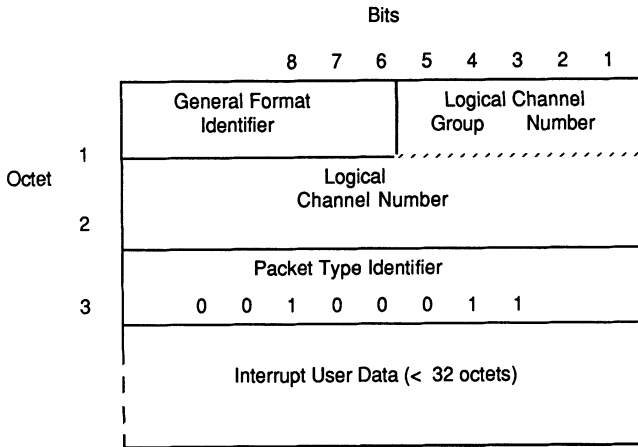 Bits
8 7 6 5 4 3 2 1
General Format Logical Channel
Identifier Group Number
1
Octet
Logical
Channel Number
2
Packet Type Identifier
3 0 0 1 0 0 0 1 1
Interrupt User Data (< 32 octets)